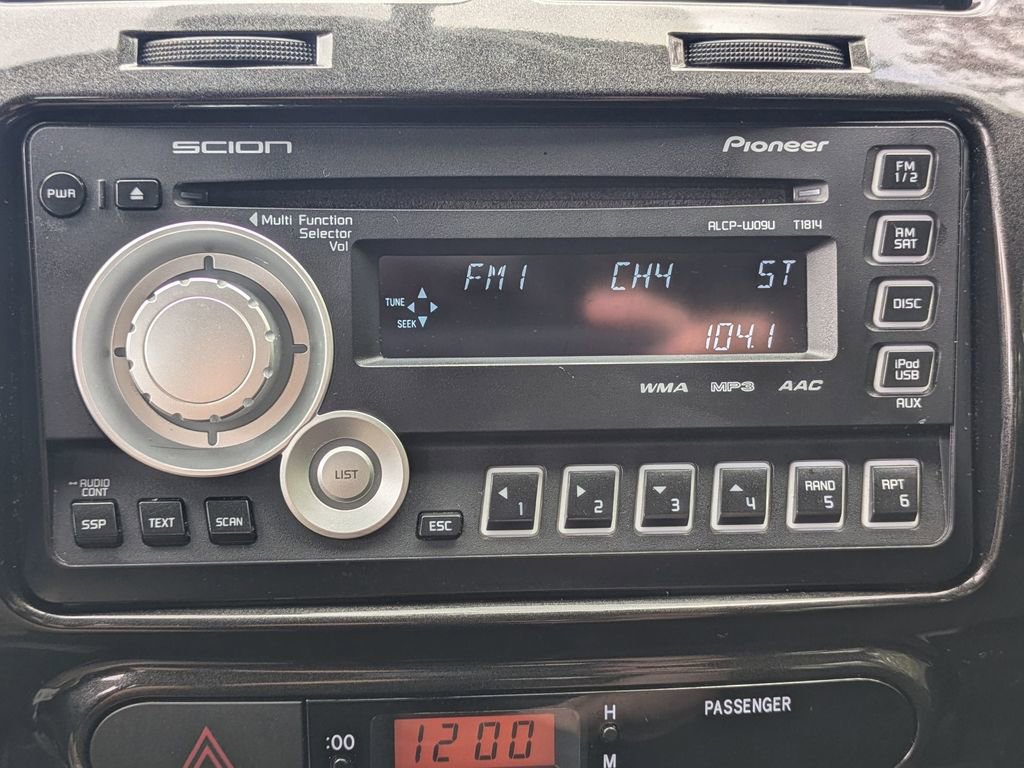 SCION
Pioneer
PWR
Multi Function
Selector
Vol
ALCP-W09U T1814
FM
1/2
AM
SAT
DISC
iPod
USB
AUX
FM1 CH4 ST
TUNE
SEEK
104.1
WMA MP3 AAC
LIST
AUDIO
CONT
SSP
TEXT
SCAN
ESC
1
2
3
4
RAND
5
RPT
6
:00
12 00
H
M
PASSENGER